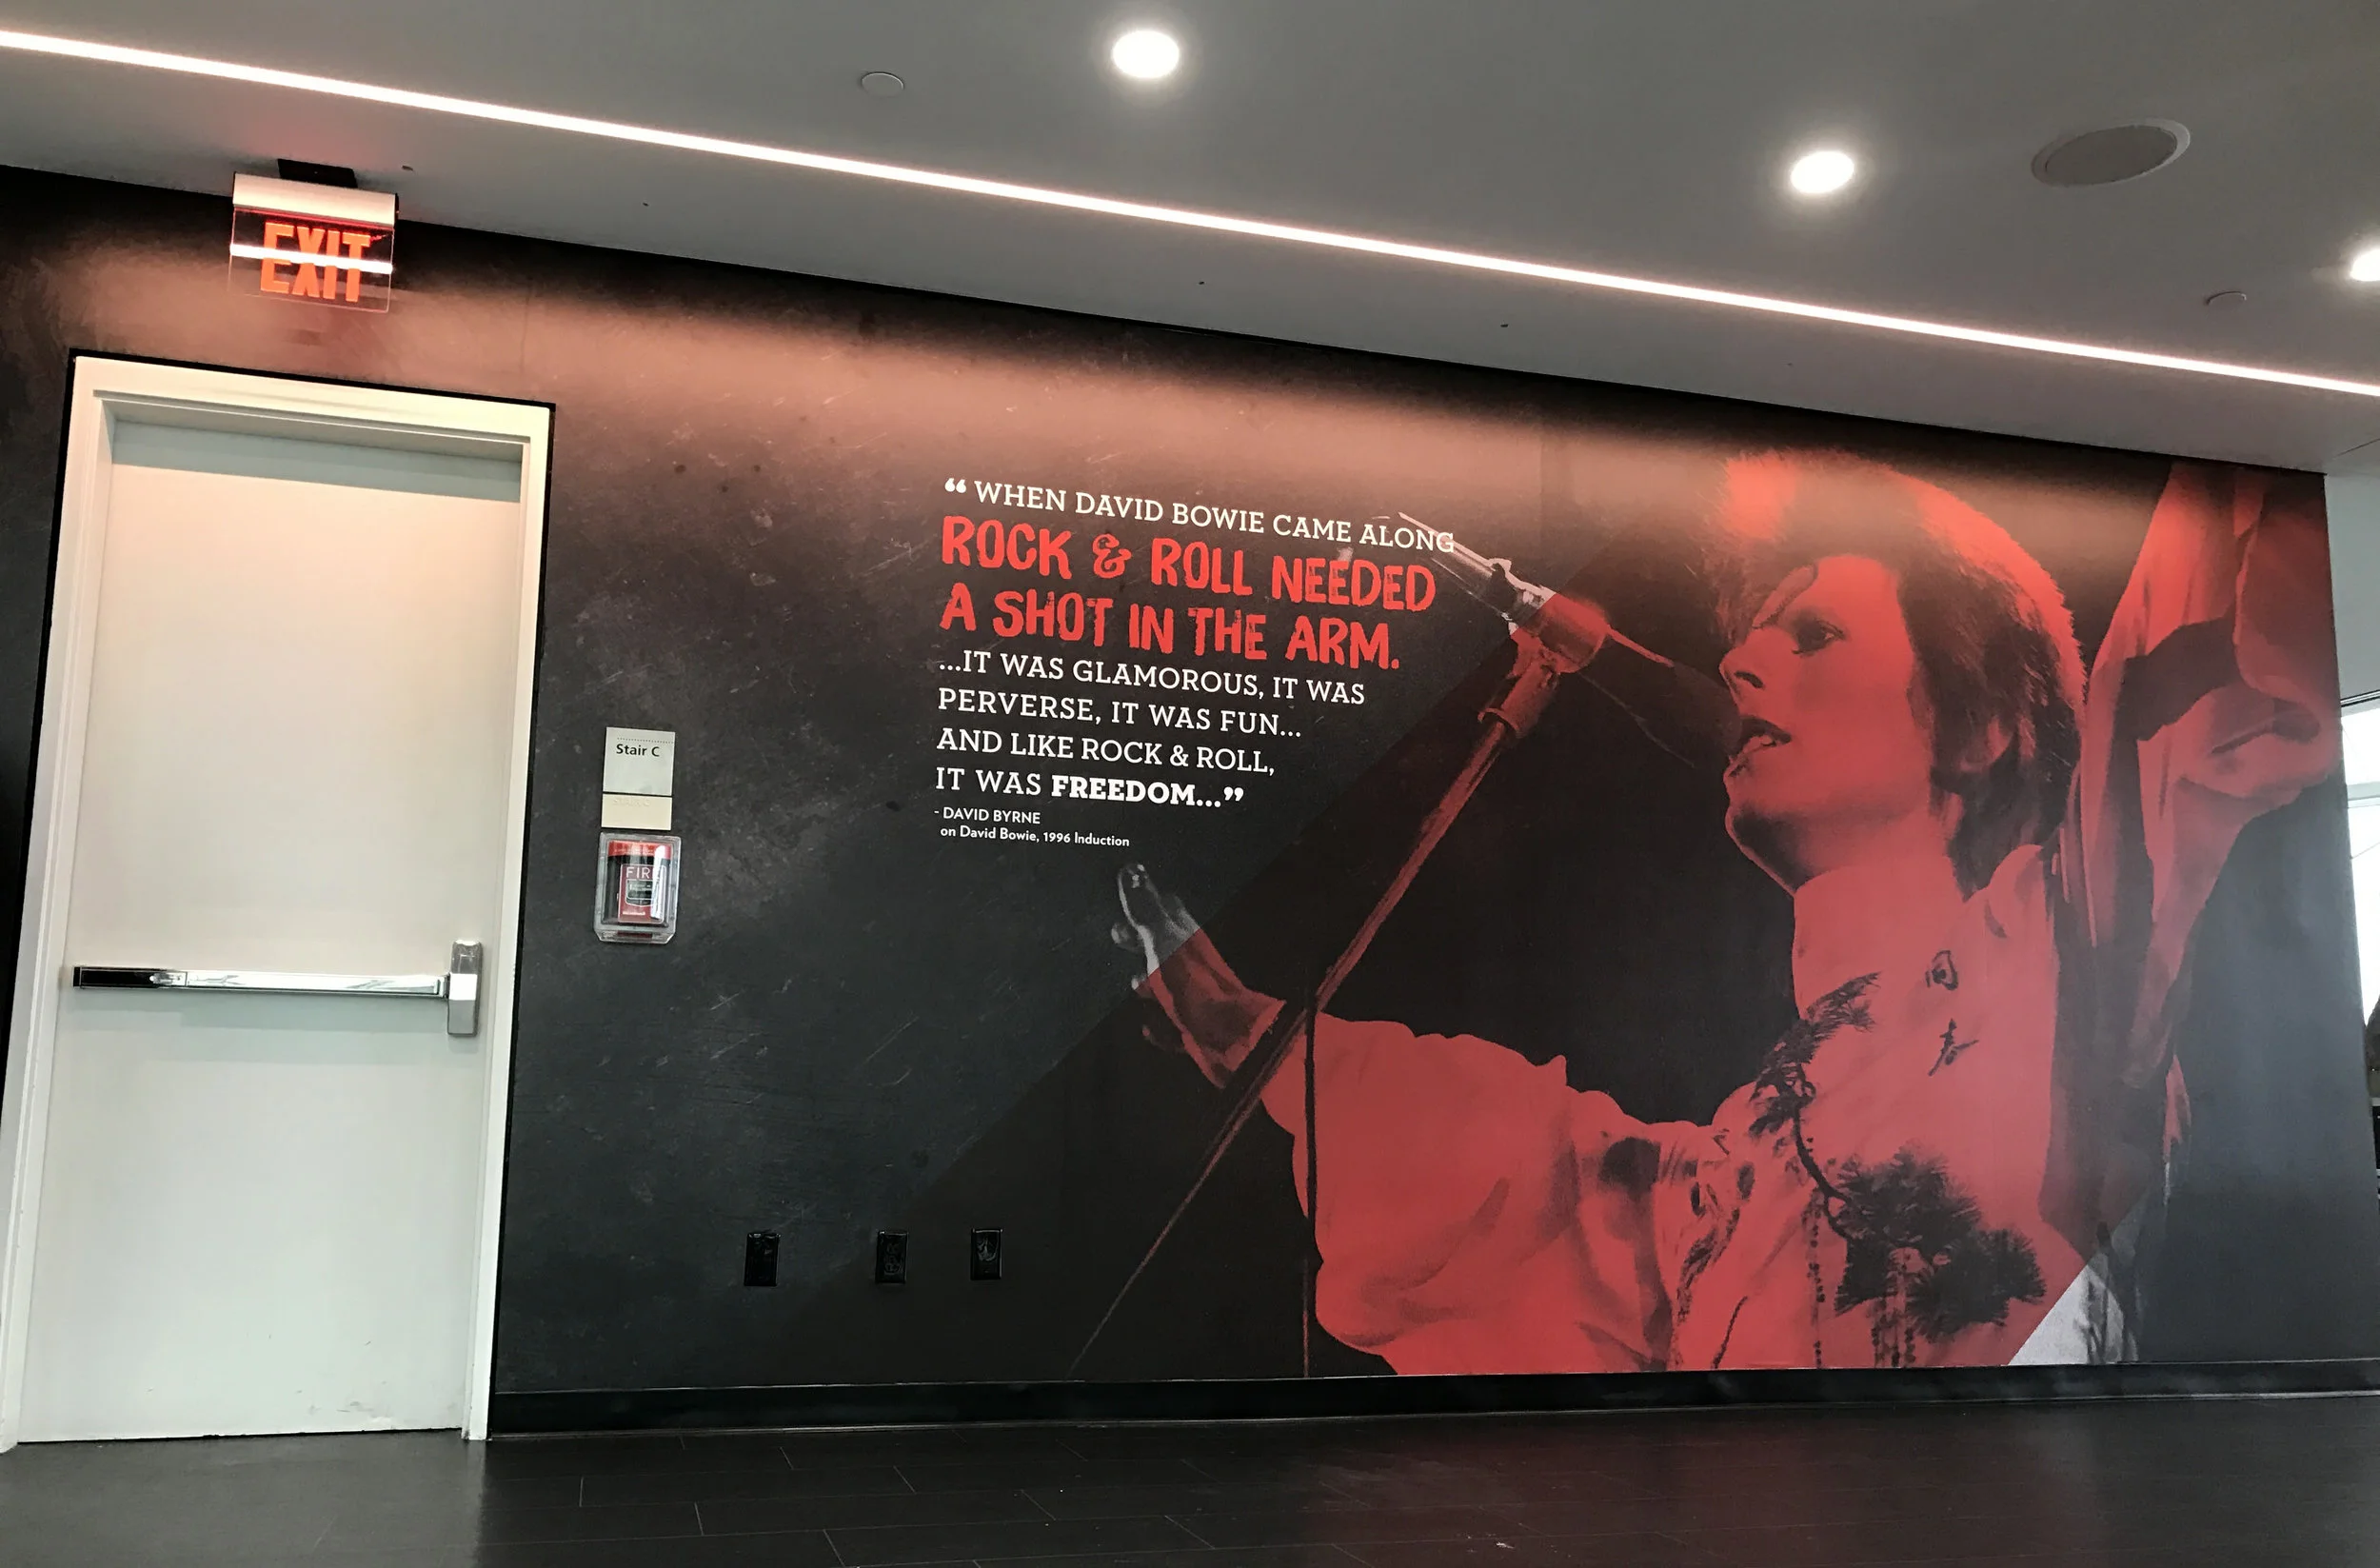 EXIT
“ WHEN DAVID BOWIE CAME ALONG
ROCK & ROLL NEEDED
A SHOT IN THE ARM.
...IT WAS GLAMOROUS, IT WAS
PERVERSE, IT WAS FUN...
AND LIKE ROCK & ROLL,
IT WAS FREEDOM...”
- DAVID BYRNE
on David Bowie, 1996 Induction
Stair C
FIRE